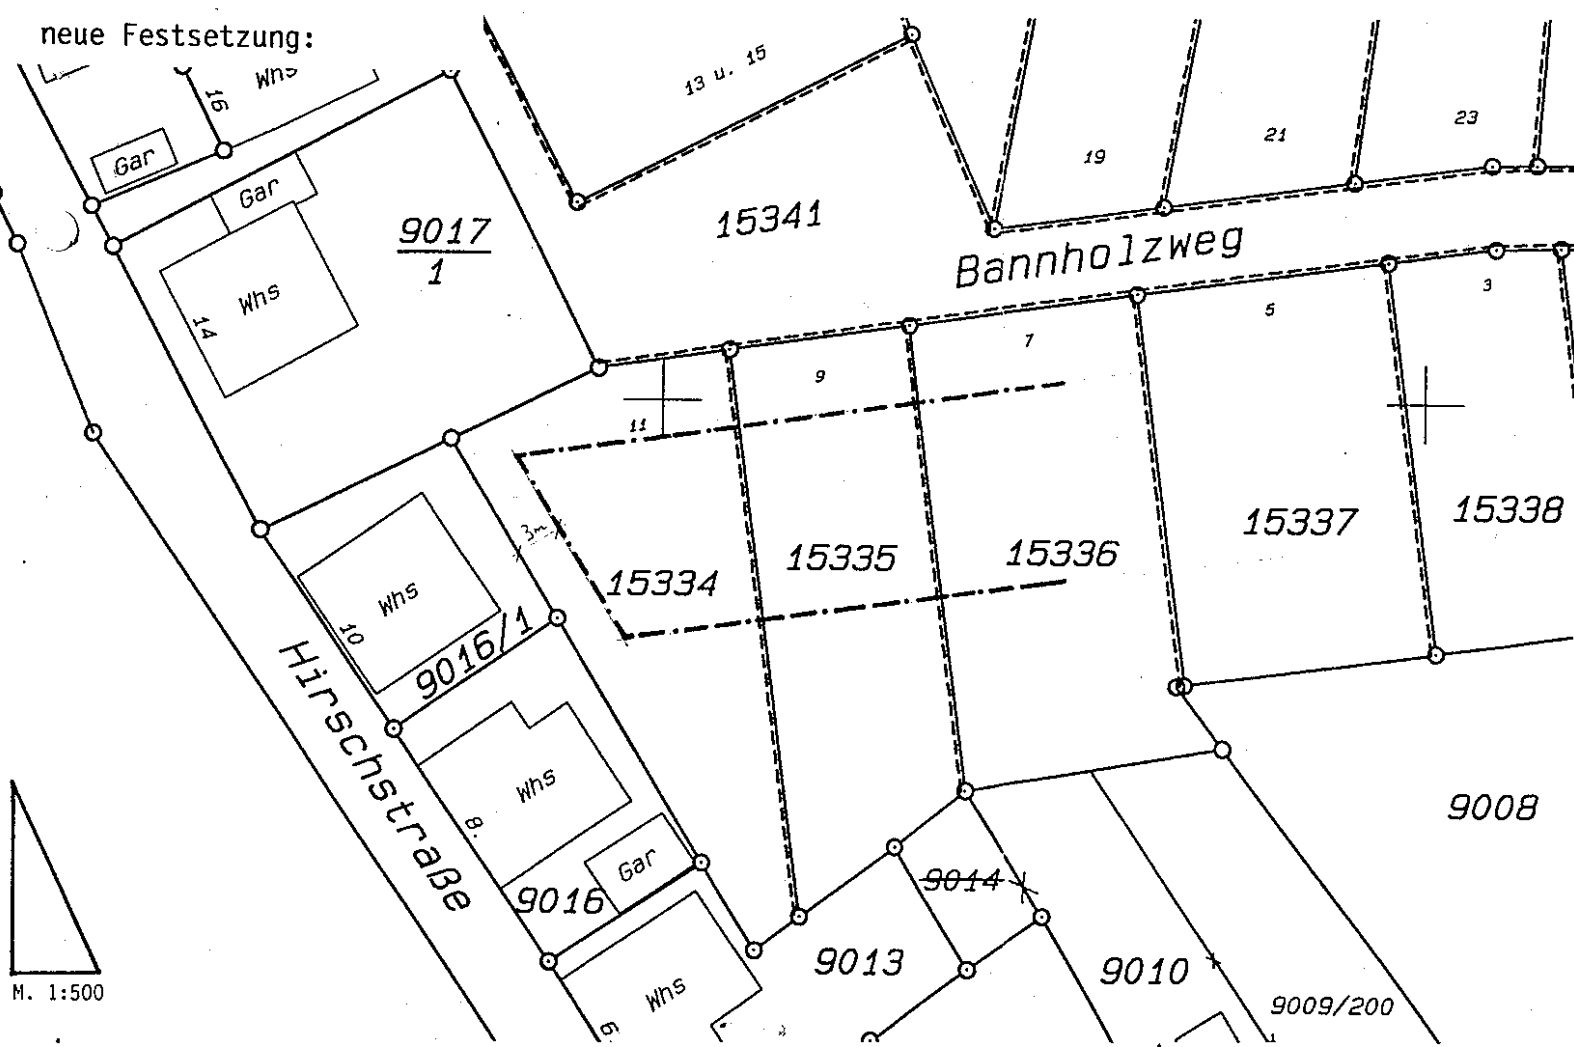 neue Festsetzung:
Whs
16
13 u. 15
Gar
Gar
19
21
23
9017
1
15341
Bannholzweg
Whs
14
3
5
7
9
11
3m
15334
15335
15336
15337
15338
Whs
10
9016/1
Hirschstraße
Whs
8.
Gar
9016
9014
9008
9013
9010
Whs
6.
9009/200
M. 1:500